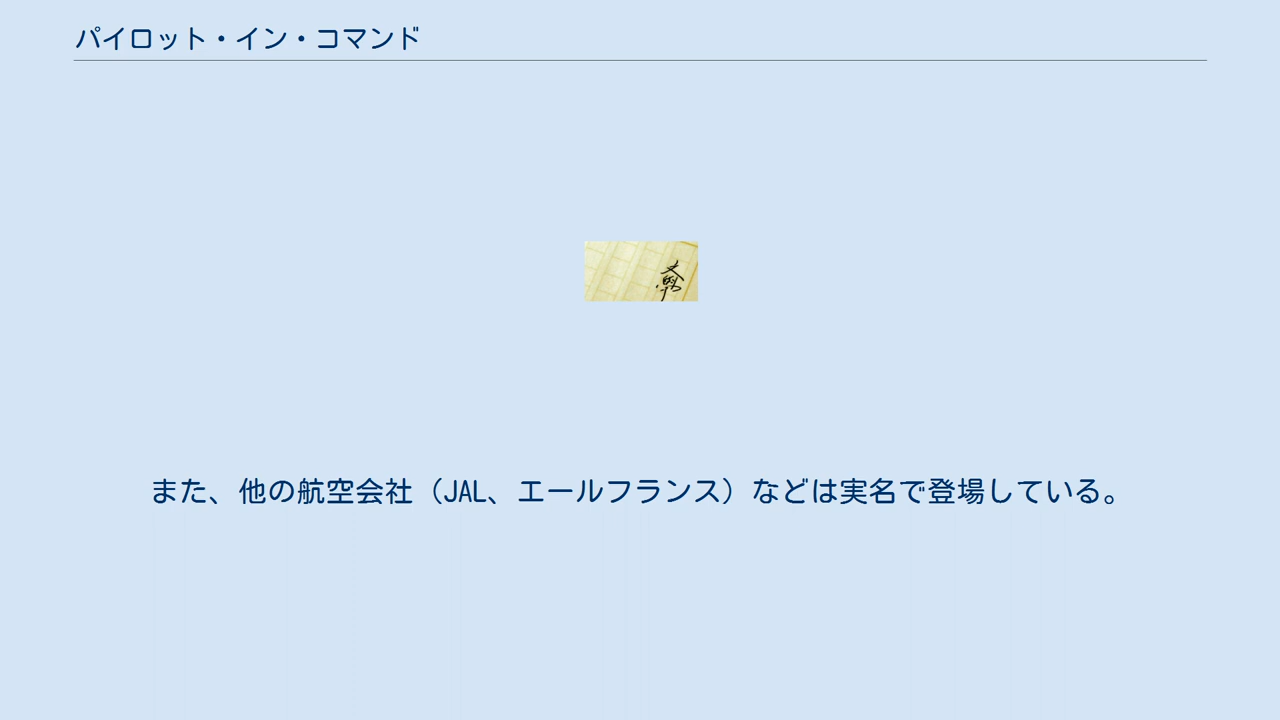 パイロット・イン・コマンド
また、他の航空会社（JAL、エールフランス）などは実名で登場している。